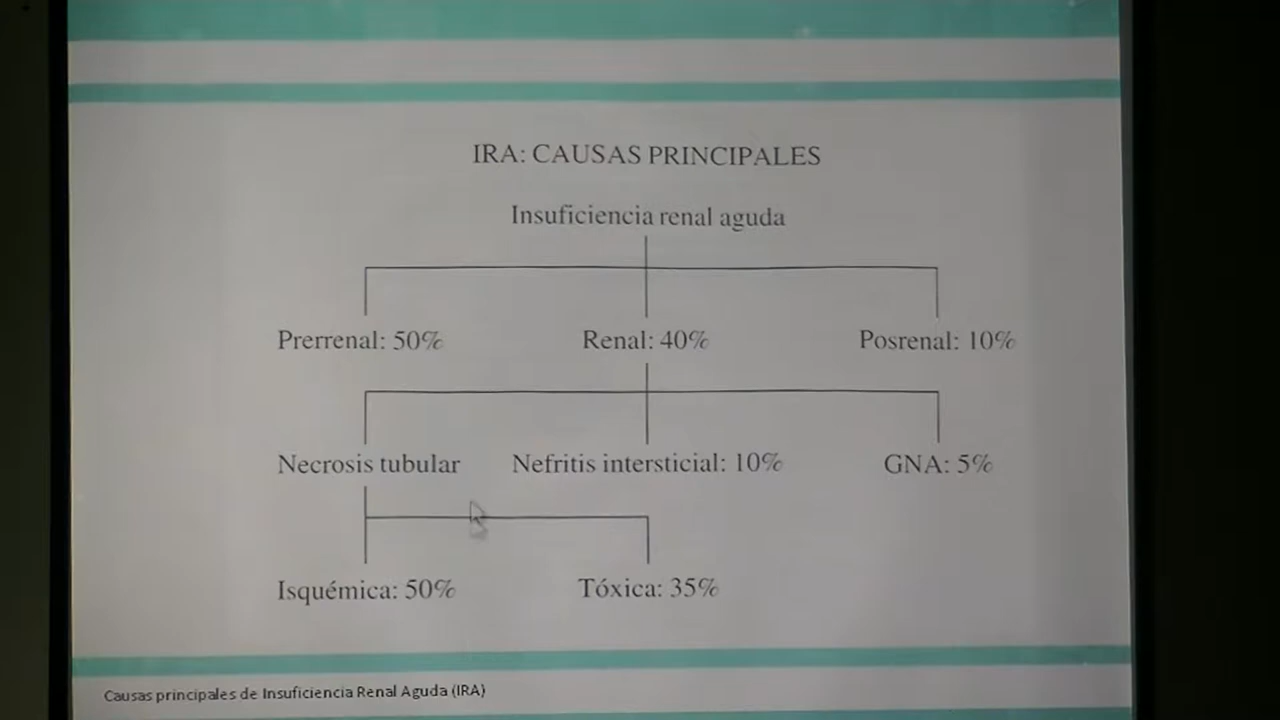 IRA: CAUSAS PRINCIPALES
Insuficiencia renal aguda
Prerrenal: 50% Renal: 40% Posrenal: 10%
Necrosis tubular Nefritis intersticial: 10% GNA: 5%
Isquémica: 50% Tóxica: 35%
Causas principales de Insuficiencia Renal Aguda (IRA)